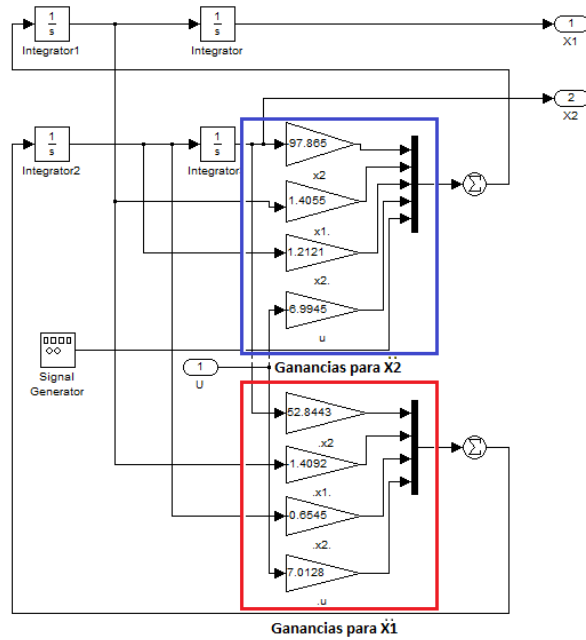 1
s
Integrator1
1
s
Integrator
1
X1
2
X2
1
s
Integrator2
1
s
Integrator
97.865
x2
1.4055
x1.
1.2121
x2.
6.9945
u
Σ
Signal
Generator
1
U
Ganancias para Ẍ2
52.8443
.x2
1.4092
.x1.
0.6545
.x2.
7.0128
.u
Σ
Ganancias para Ẍ1